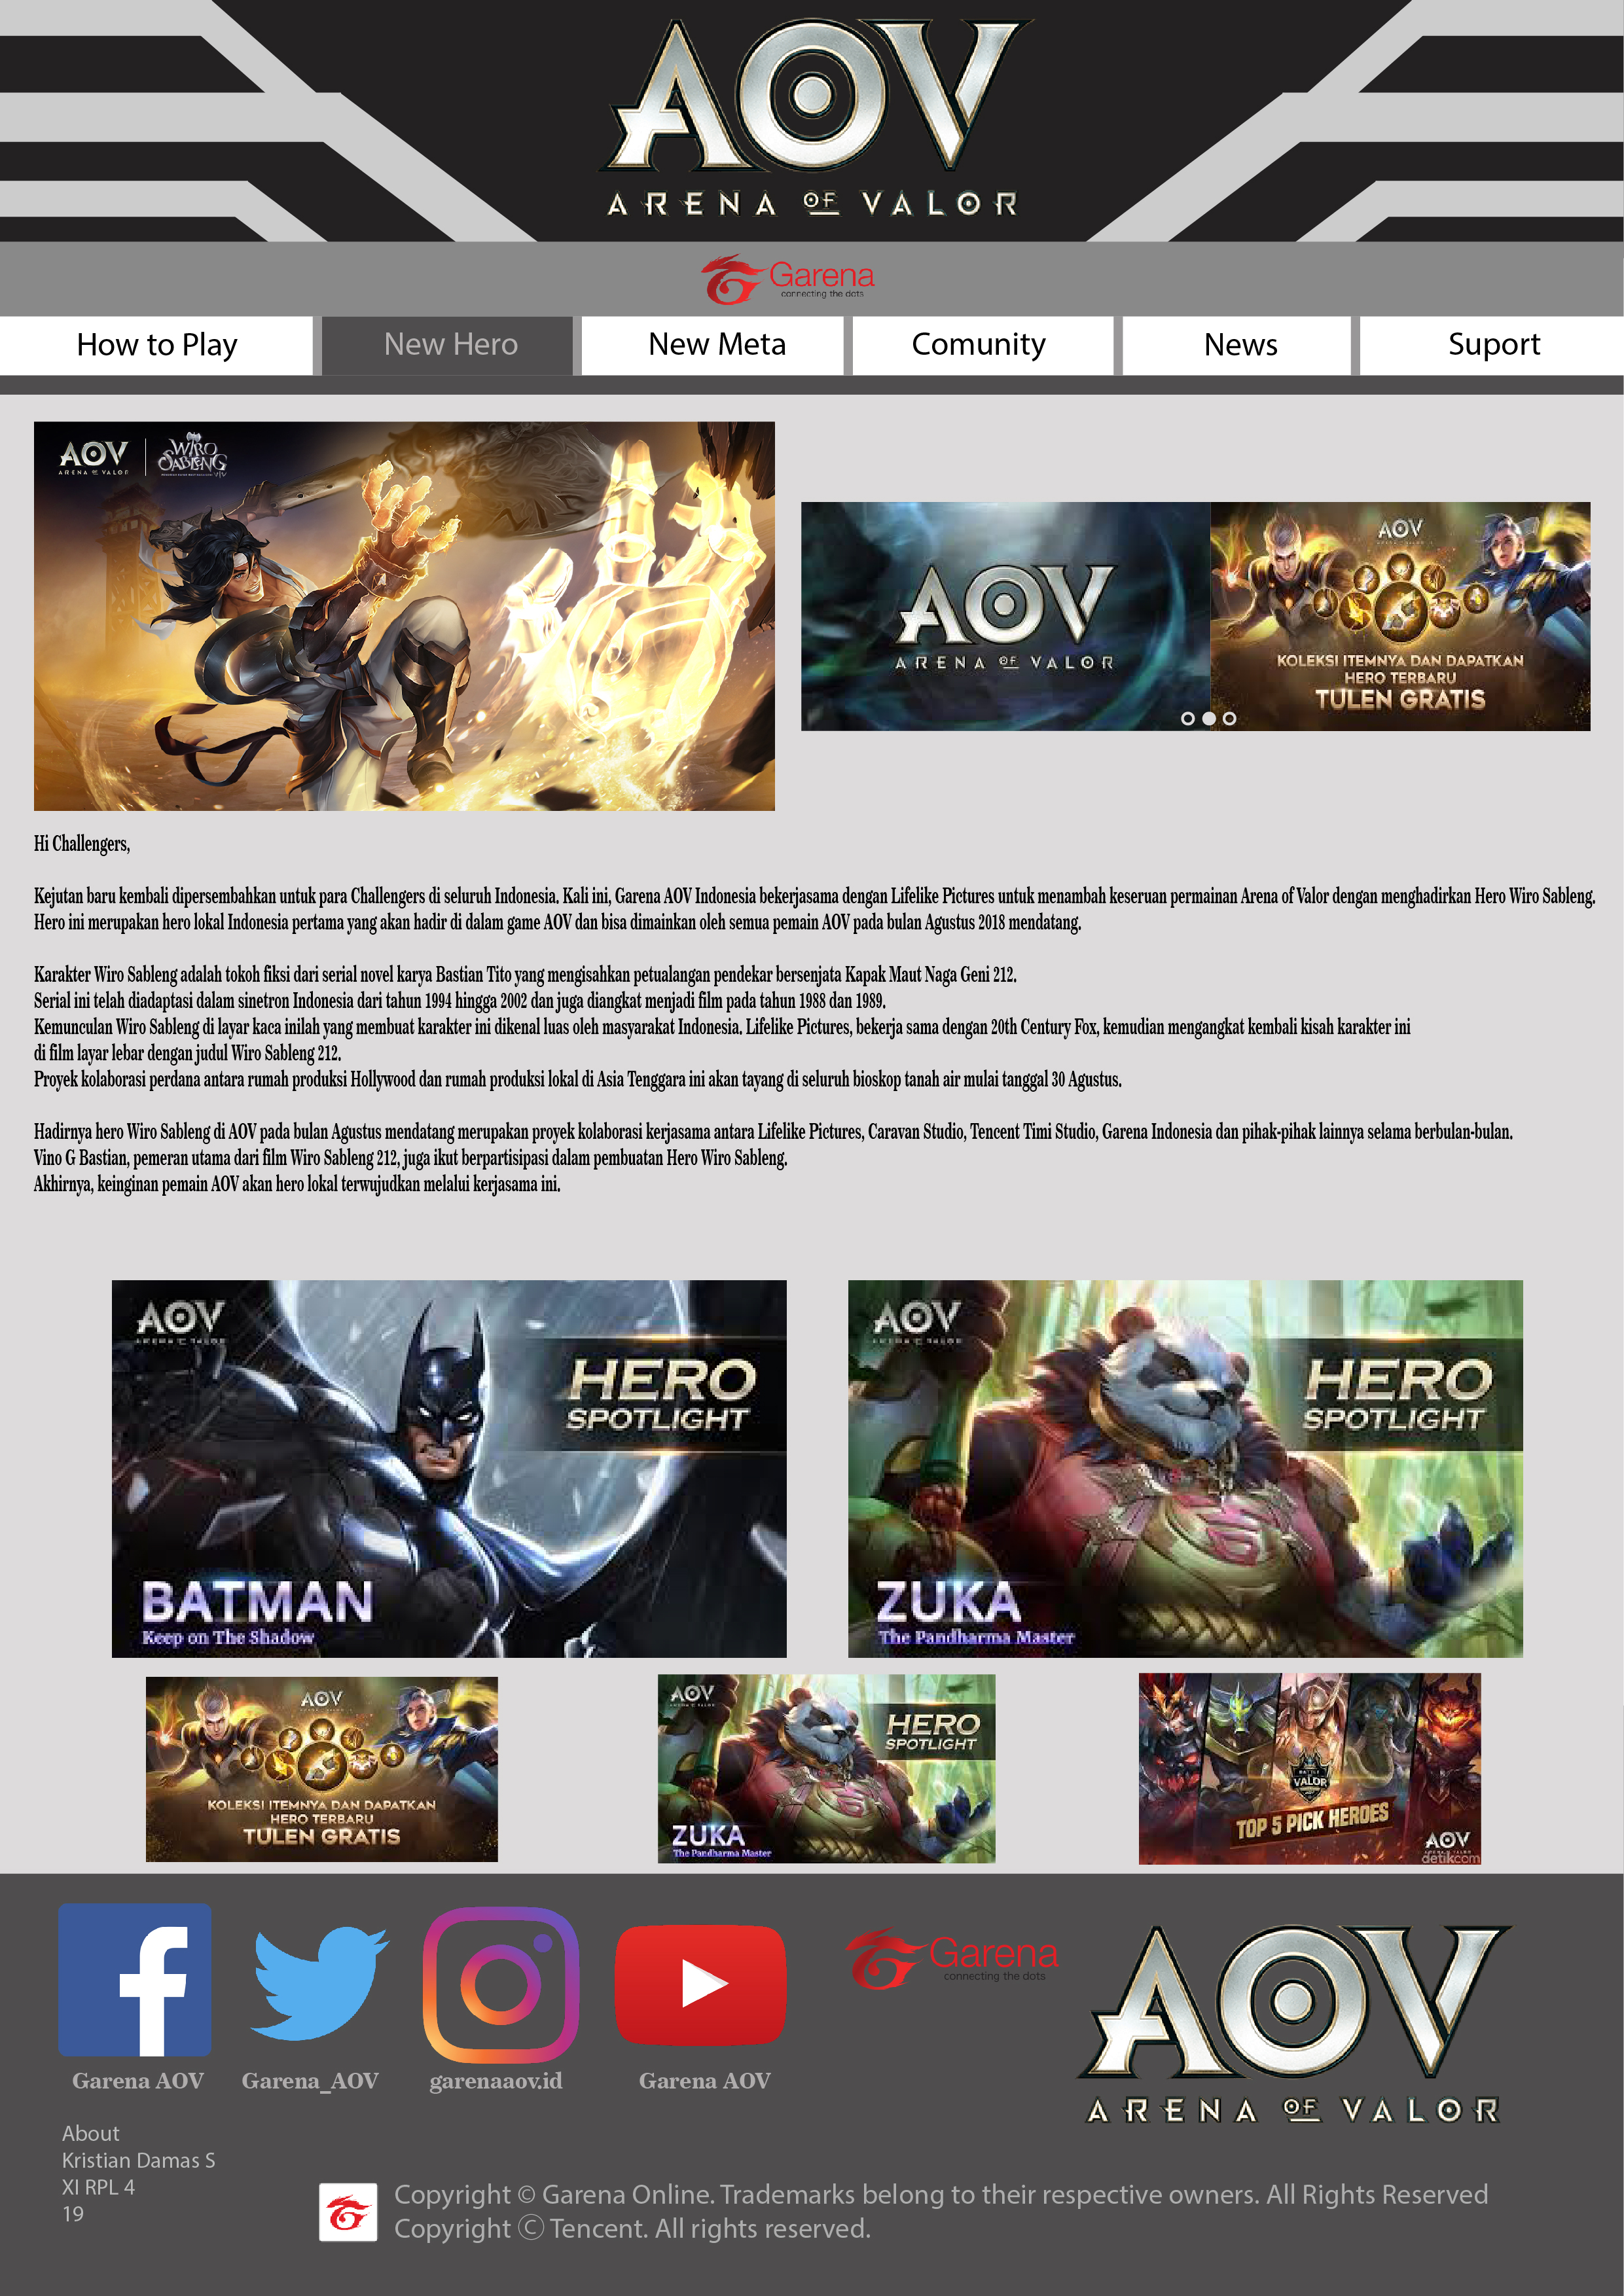 AOV
ARENA OF VALOR
Garena
connecting the dots
How to Play
New Hero
New Meta
Comunity
News
Suport
AOV
ARENA OF VALOR
WIRO
SABLENG
AOV
ARENA OF VALOR
AOV
KOLEKSI ITEMNYA DAN DAPATKAN
HERO TERBARU
TULEN GRATIS
Hi Challengers,
Kejutan baru kembali dipersembahkan untuk para Challengers di seluruh Indonesia. Kali ini, Garena AOV Indonesia bekerjasama dengan Lifelike Pictures untuk menambah keseruan permainan Arena of Valor dengan menghadirkan Hero Wiro Sableng.
Hero ini merupakan hero lokal Indonesia pertama yang akan hadir di dalam game AOV dan bisa dimainkan oleh semua pemain AOV pada bulan Agustus 2018 mendatang.
Karakter Wiro Sableng adalah tokoh fiksi dari serial novel karya Bastian Tito yang mengisahkan petualangan pendekar bersenjata Kapak Maut Naga Geni 212.
Serial ini telah diadaptasi dalam sinetron Indonesia dari tahun 1994 hingga 2002 dan juga diangkat menjadi film pada tahun 1988 dan 1989.
Kemunculan Wiro Sableng di layar kaca inilah yang membuat karakter ini dikenal luas oleh masyarakat Indonesia. Lifelike Pictures, bekerja sama dengan 20th Century Fox, kemudian mengangkat kembali kisah karakter ini
di film layar lebar dengan judul Wiro Sableng 212.
Proyek kolaborasi perdana antara rumah produksi Hollywood dan rumah produksi lokal di Asia Tenggara ini akan tayang di seluruh bioskop tanah air mulai tanggal 30 Agustus.
Hadirnya hero Wiro Sableng di AOV pada bulan Agustus mendatang merupakan proyek kolaborasi kerjasama antara Lifelike Pictures, Caravan Studio, Tencent Timi Studio, Garena Indonesia dan pihak-pihak lainnya selama berbulan-bulan.
Vino G Bastian, pemeran utama dari film Wiro Sableng 212, juga ikut berpartisipasi dalam pembuatan Hero Wiro Sableng.
Akhirnya, keinginan pemain AOV akan hero lokal terwujudkan melalui kerjasama ini.
AOV
ARENA OF VALOR
HERO
SPOTLIGHT
BATMAN
Keep on The Shadow
AOV
ARENA OF VALOR
HERO
SPOTLIGHT
ZUKA
The Pandharma Master
AOV
KOLEKSI ITEMNYA DAN DAPATKAN
HERO TERBARU
TULEN GRATIS
AOV
HERO
SPOTLIGHT
ZUKA
The Pandharma Master
VALOR
TOP 5 PICK HEROES
AOV
detikcom
Garena
connecting the dots
AOV
ARENA OF VALOR
Garena AOV
Garena_AOV
garenaaov.id
Garena AOV
About
Kristian Damas S
XI RPL 4
19
Copyright © Garena Online. Trademarks belong to their respective owners. All Rights Reserved
Copyright Ⓒ Tencent. All rights reserved.